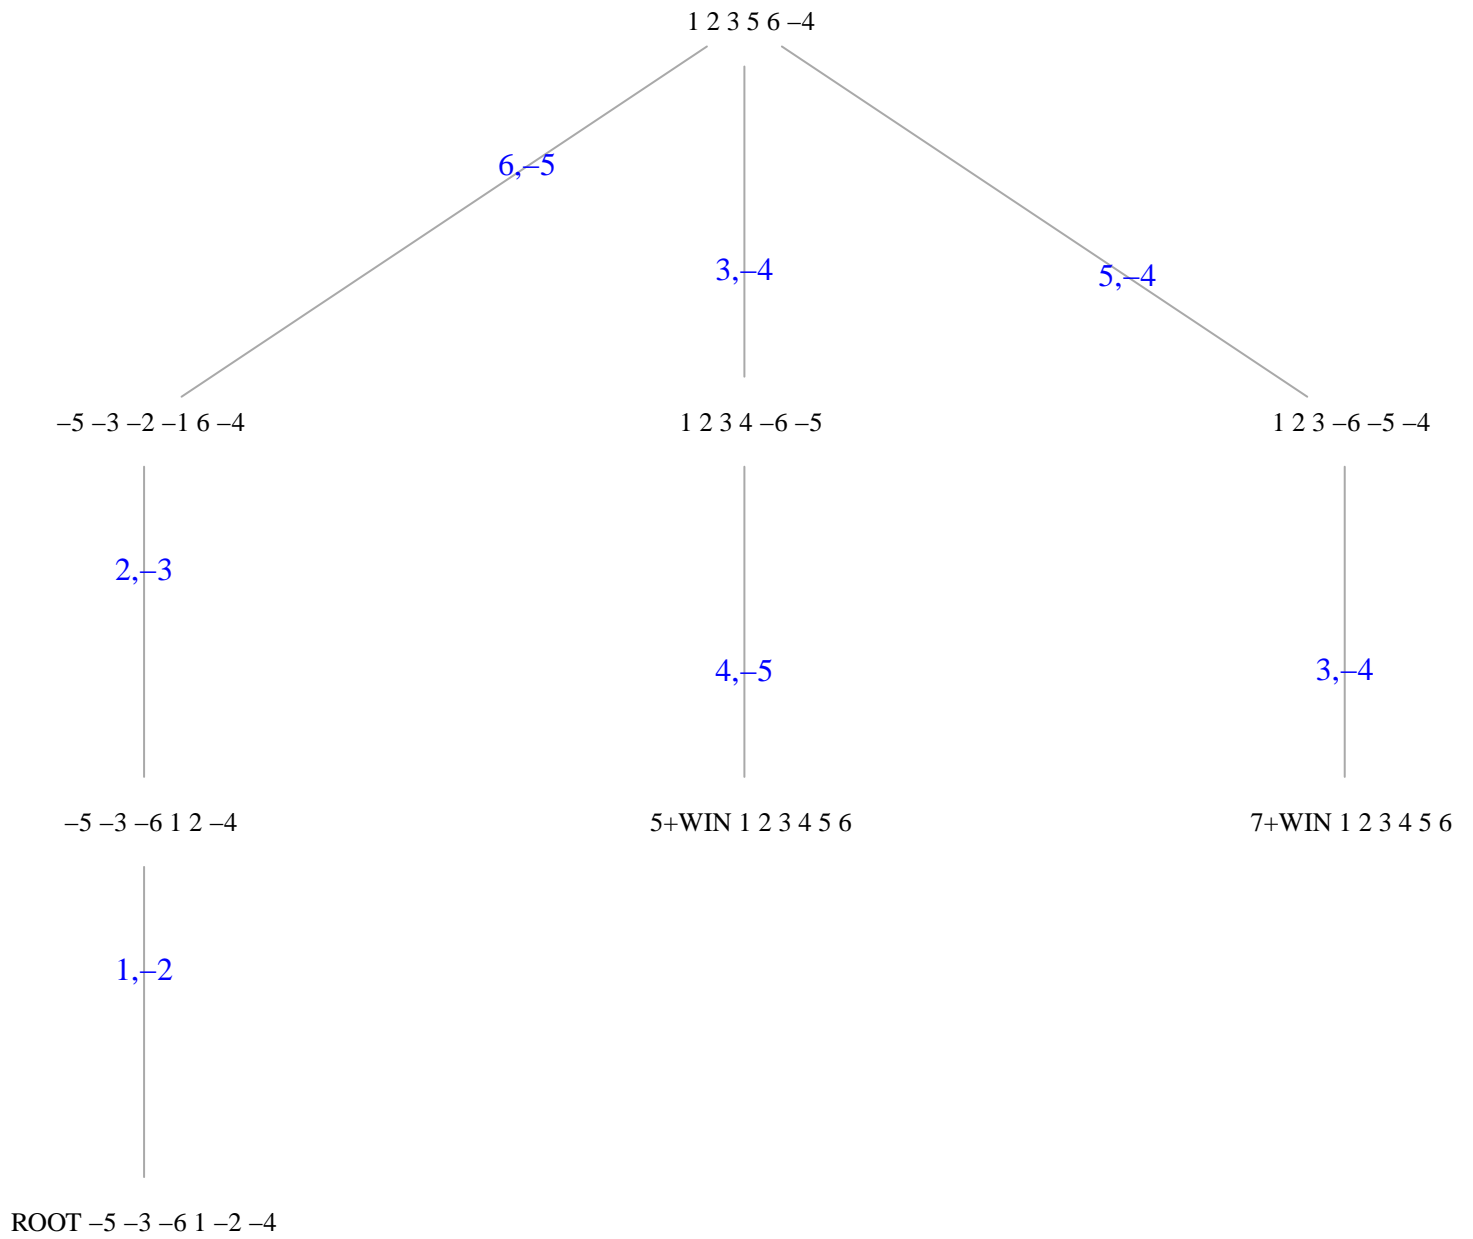 1 2 3 5 6 –4
6,–5
3,–4
5,–4
–5 –3 –2 –1 6 –4
1 2 3 4 –6 –5
1 2 3 –6 –5 –4
2,–3
4,–5
3,–4
–5 –3 –6 1 2 –4
5+WIN 1 2 3 4 5 6
7+WIN 1 2 3 4 5 6
1,–2
ROOT –5 –3 –6 1 –2 –4